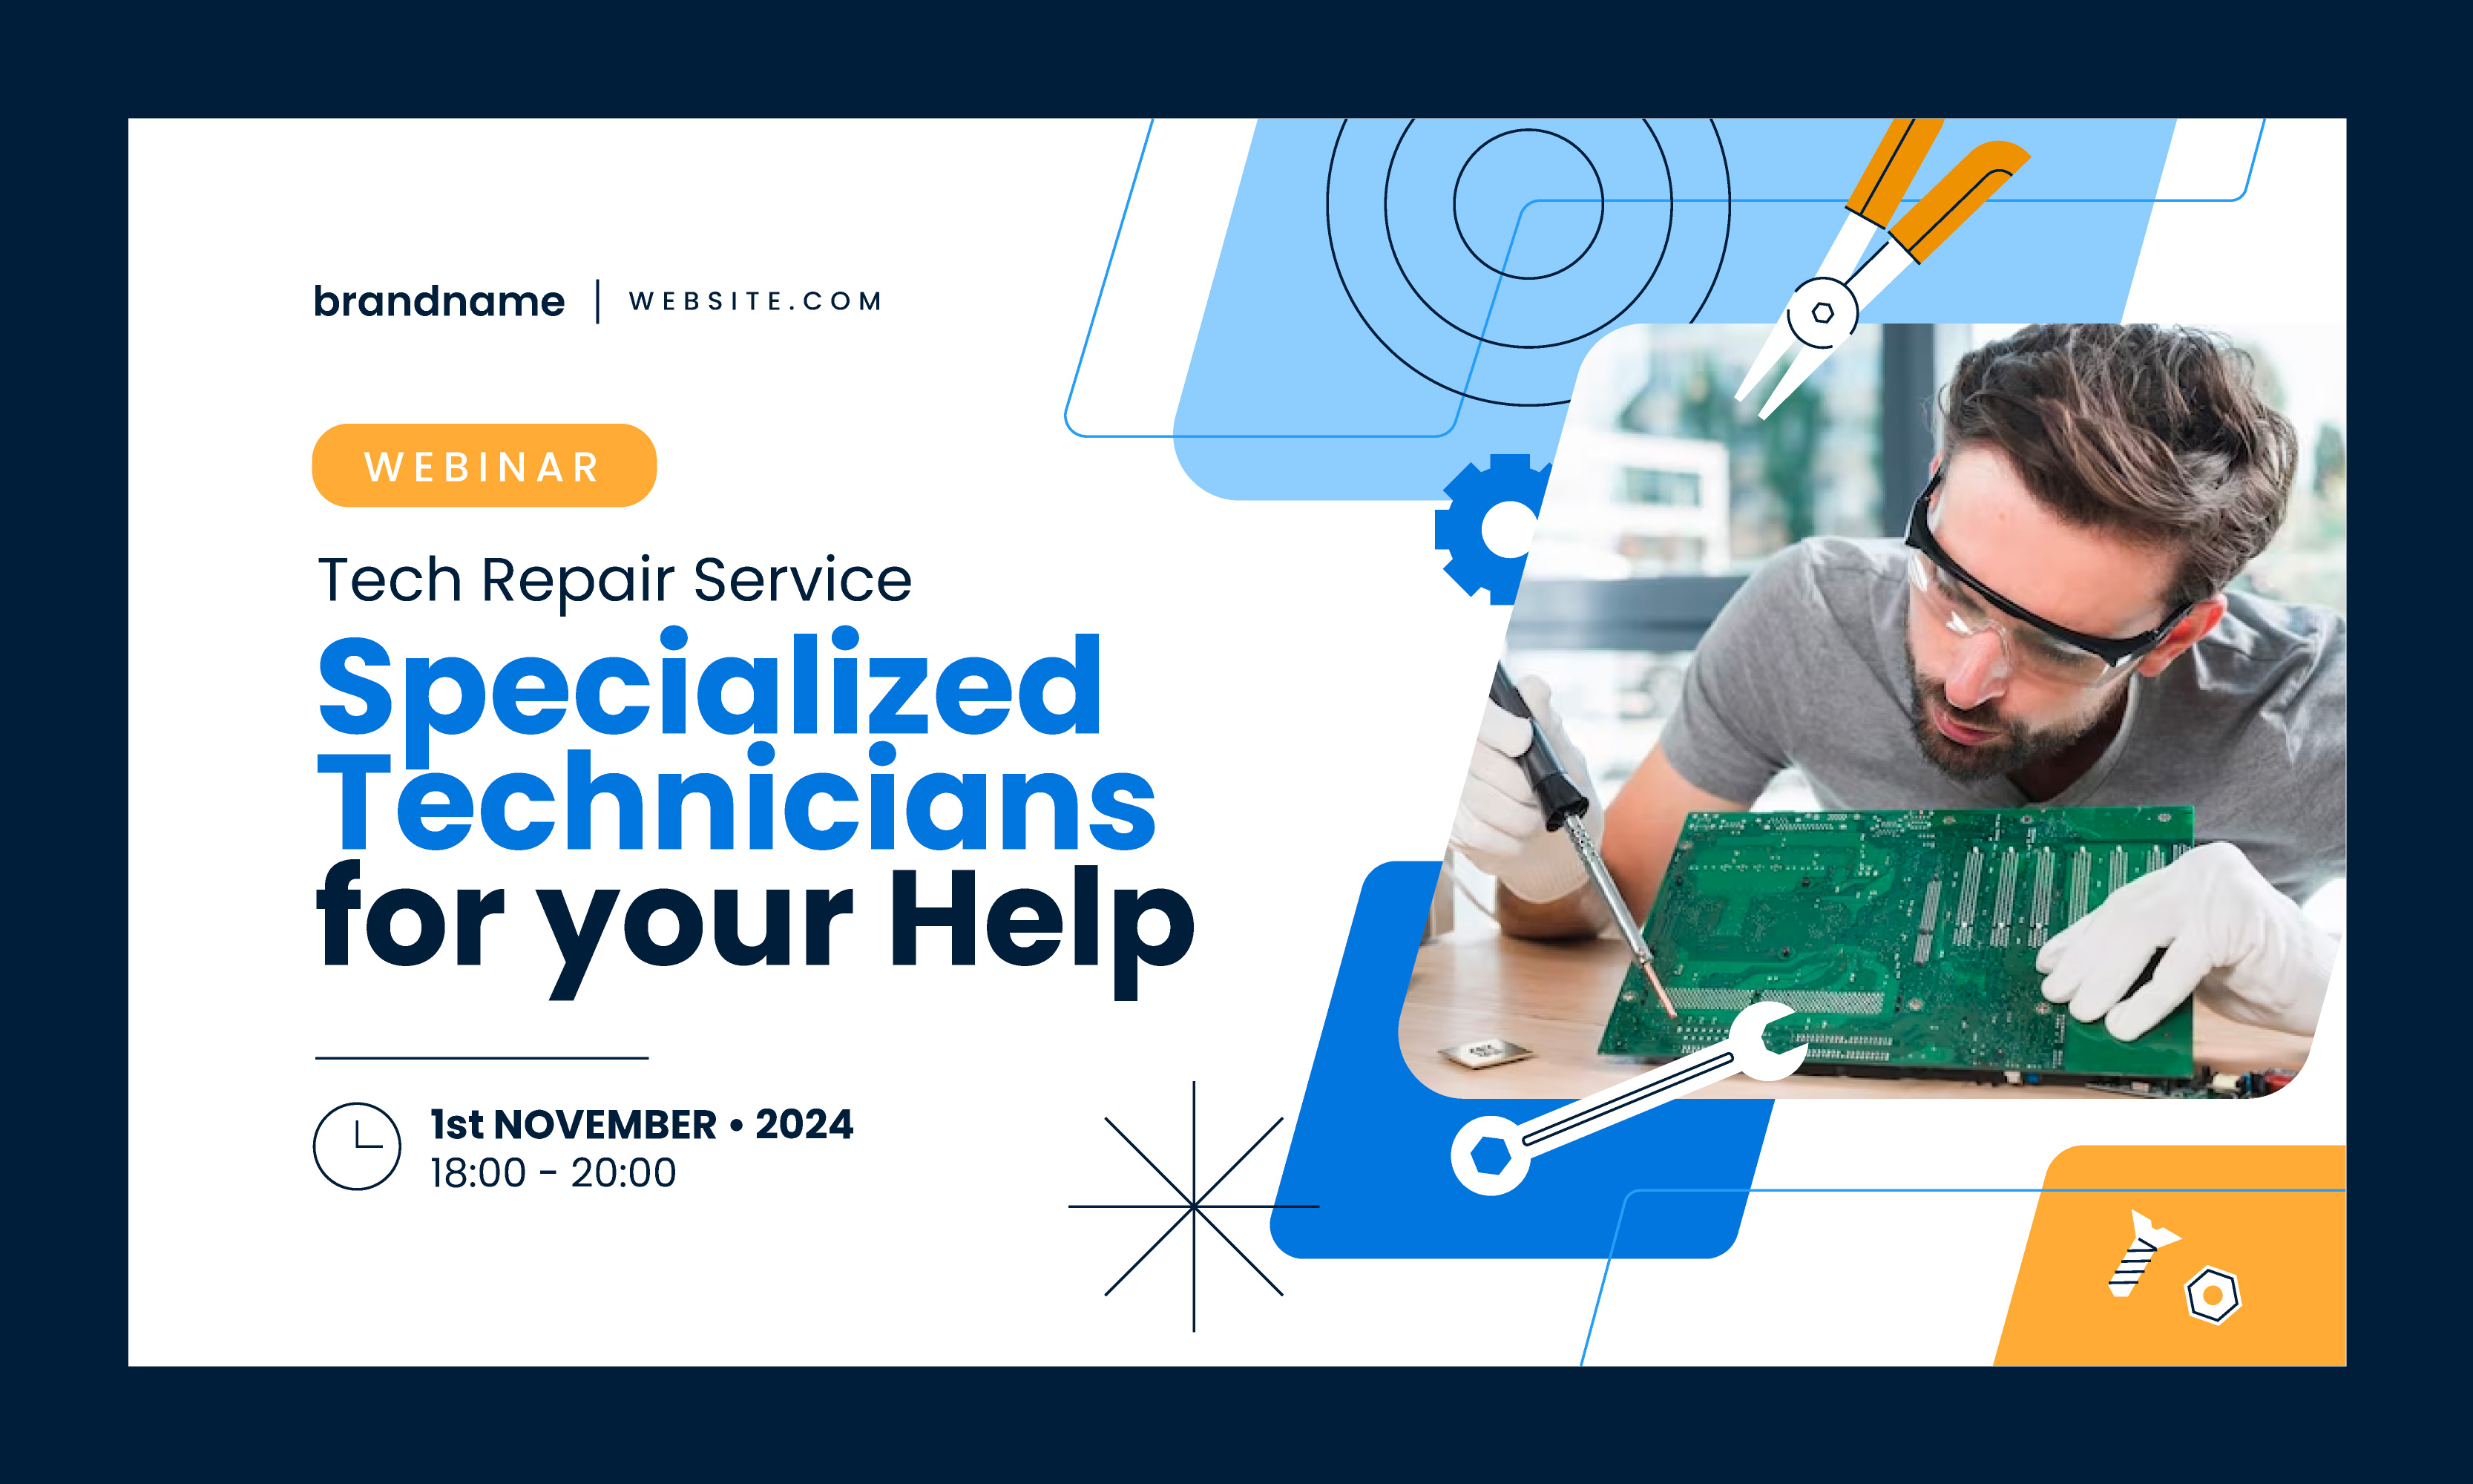 brandname | WEBSITE.COM
WEBINAR
Tech Repair Service
Specialized
Technicians
for your Help
1st NOVEMBER • 2024
18:00 - 20:00